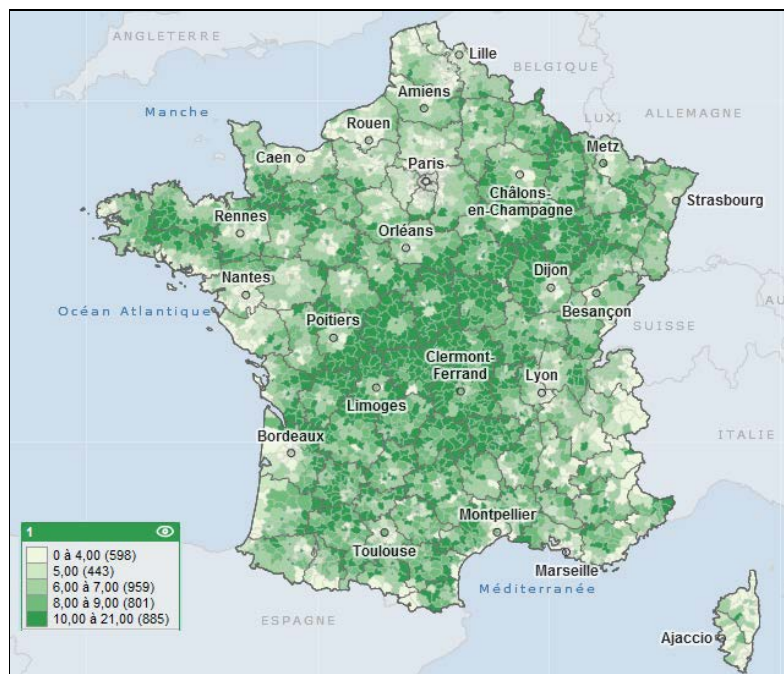 ANGLETERRE
Lille
BELGIQUE
Amiens
Manche
LUX.
ALLEMAGNE
Rouen
Caen
Paris
Metz
Châlons-
en-Champagne
Strasbourg
Rennes
Orléans
Nantes
Dijon
Océan Atlantique
Besançon
Poitiers
SUISSE
Clermont-
Ferrand
Lyon
Limoges
ITALIE
Bordeaux
Montpellier
Toulouse
Marseille
Méditerranée
ESPAGNE
Ajaccio
1
0 à 4,00 (598)
5,00 (443)
6,00 à 7,00 (959)
8,00 à 9,00 (801)
10,00 à 21,00 (885)